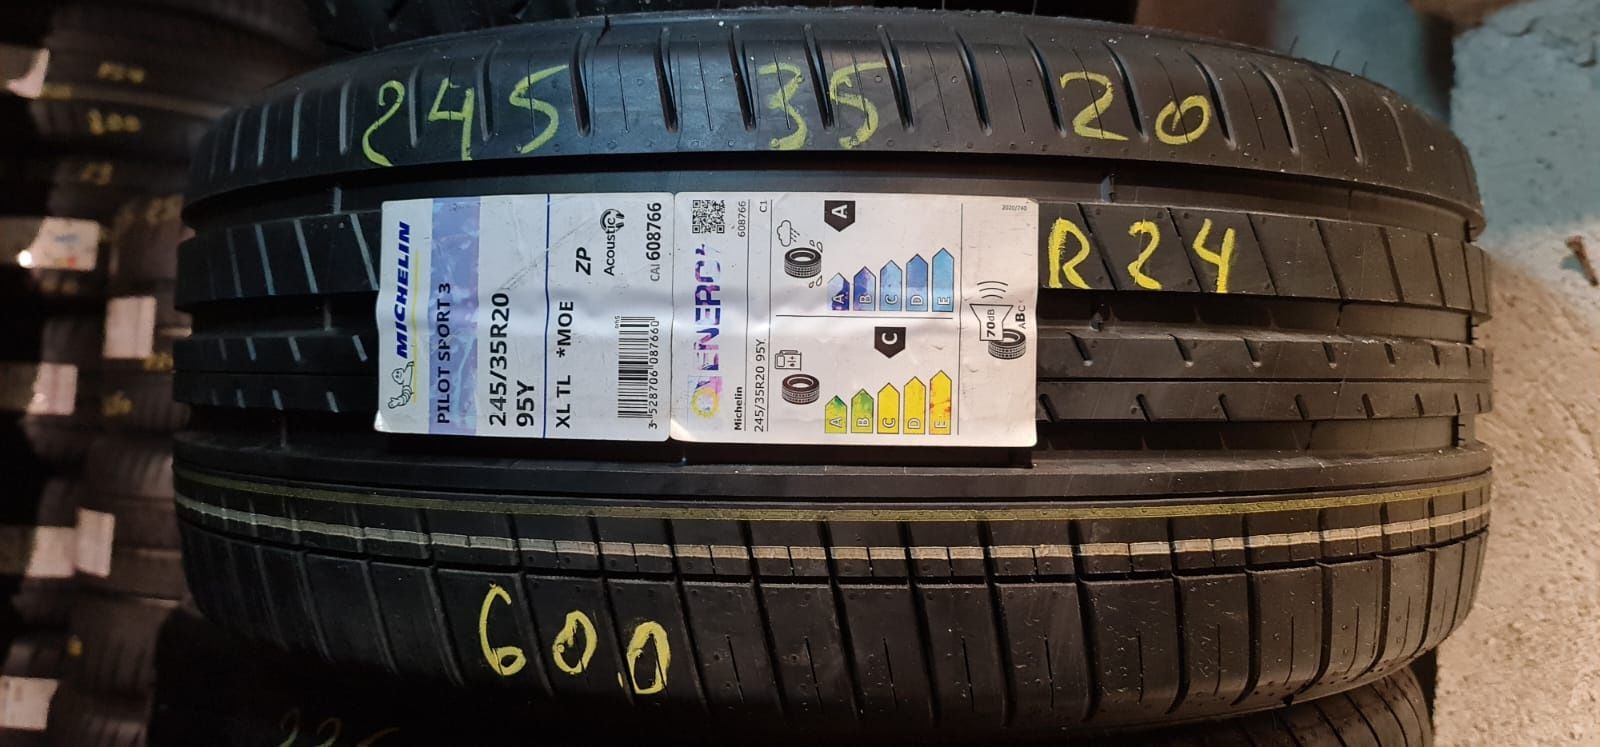 245 35 20
R24
MICHELIN
PILOT SPORT 3
245/35R20
95Y
XL TL *MOE
ZP
Acoustic
CAI 608766
3 528706 087660
ENERG
608766
Michelin
245/35R20 95Y
C1
A
A B C D E
C
A B C D E
2020/740
70dB
ABC
600